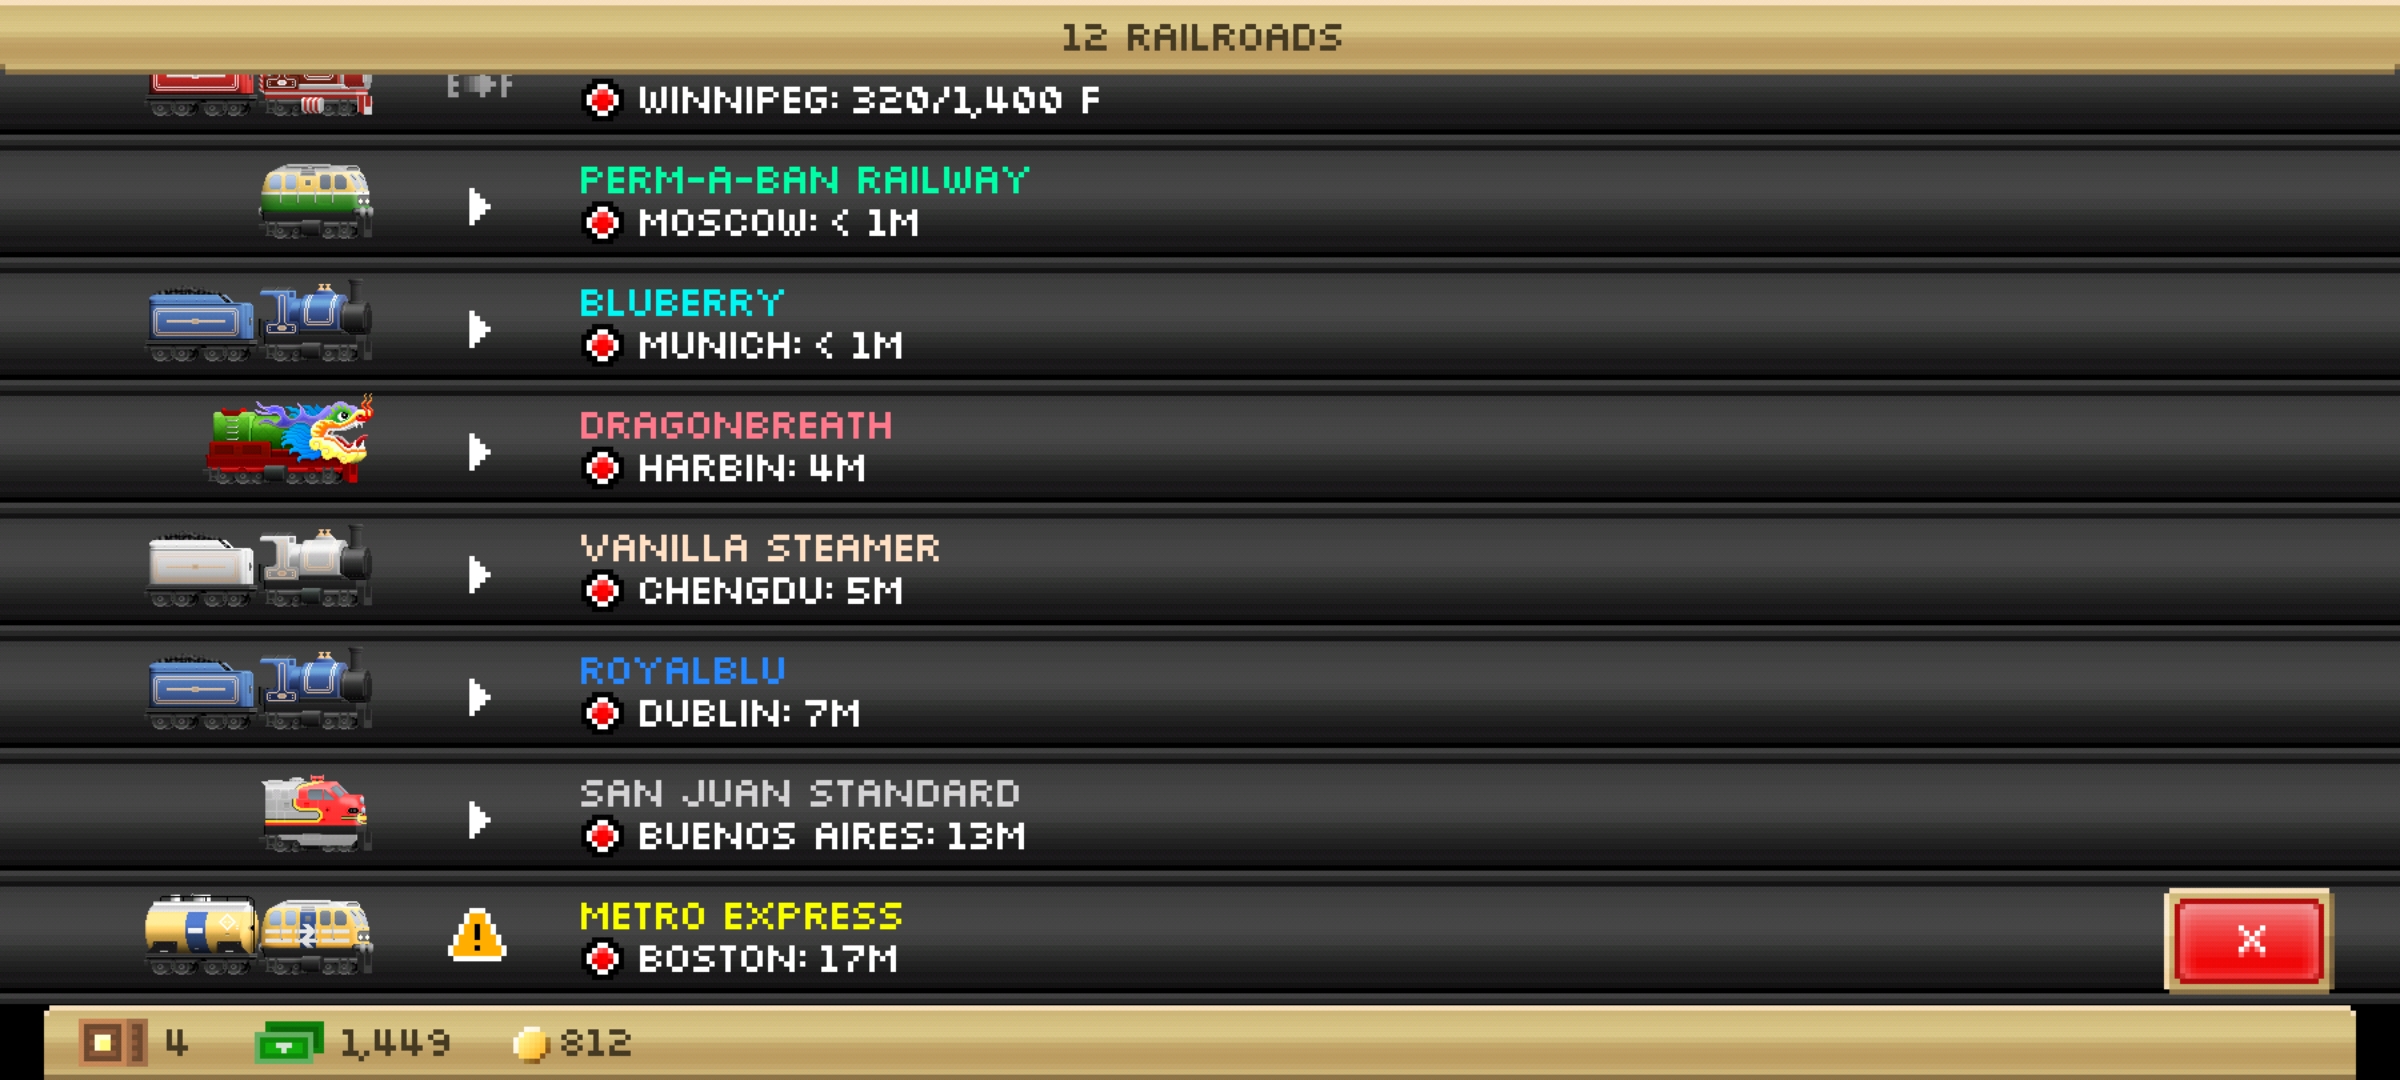 12 RAILROADS
E F
WINNIPEG: 320/1,400 F
PERM-A-BAN RAILWAY
MOSCOW: < 1M
BLUBERRY
MUNICH: < 1M
DRAGONBREATH
HARBIN: 4M
VANILLA STEAMER
CHENGDU: 5M
ROYALBLU
DUBLIN: 7M
SAN JUAN STANDARD
BUENOS AIRES: 13M
METRO EXPRESS
BOSTON: 17M
X
4 1,449 812